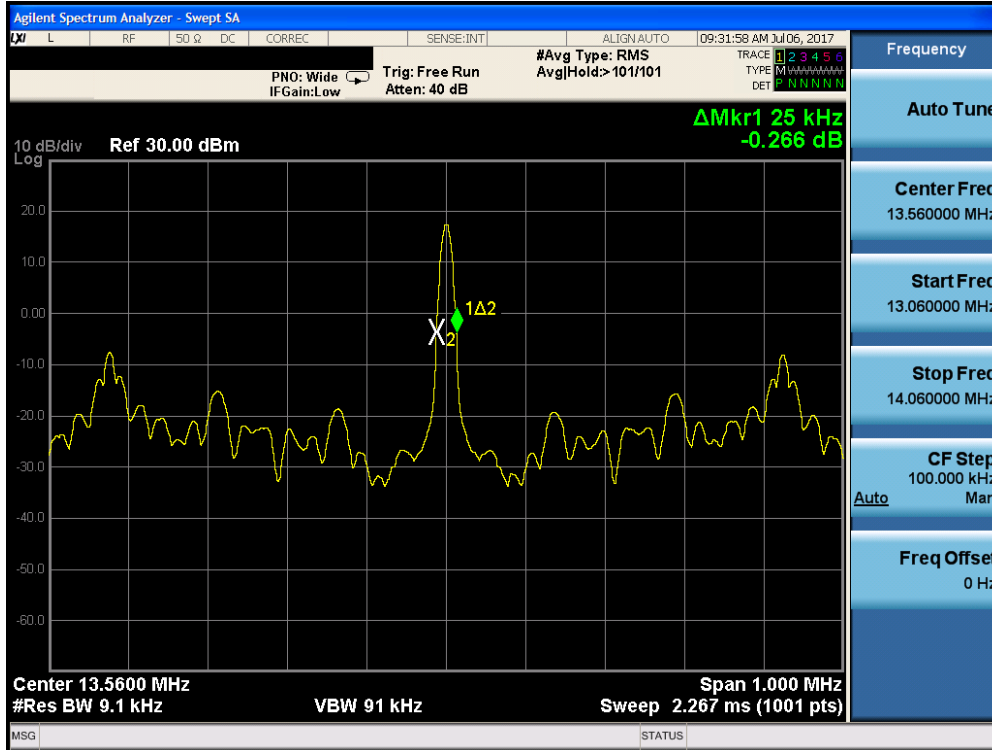 Agilent Spectrum Analyzer - Swept SA
LXI L RF 50 Ω DC CORREC SENSE:INT ALIGN AUTO 09:31:58 AM Jul 06, 2017
Frequency
PNO: Wide Trig: Free Run #Avg Type: RMS TRACE 1 2 3 4 5 6
IFGain:Low Atten: 40 dB Avg|Hold:>101/101 TYPE M
DET P N N N N N
Auto Tune
ΔMkr1 25 kHz
-0.266 dB
10 dB/div Ref 30.00 dBm
Log
20.0
10.0
0.00
-10.0
-20.0
-30.0
-40.0
-50.0
-60.0
1Δ2
X2
Center 13.5600 MHz Span 1.000 MHz
#Res BW 9.1 kHz VBW 91 kHz Sweep 2.267 ms (1001 pts)
Center Freq
13.560000 MHz
Start Freq
13.060000 MHz
Stop Freq
14.060000 MHz
CF Step
100.000 kHz
Auto Man
Freq Offset
0 Hz
MSG STATUS